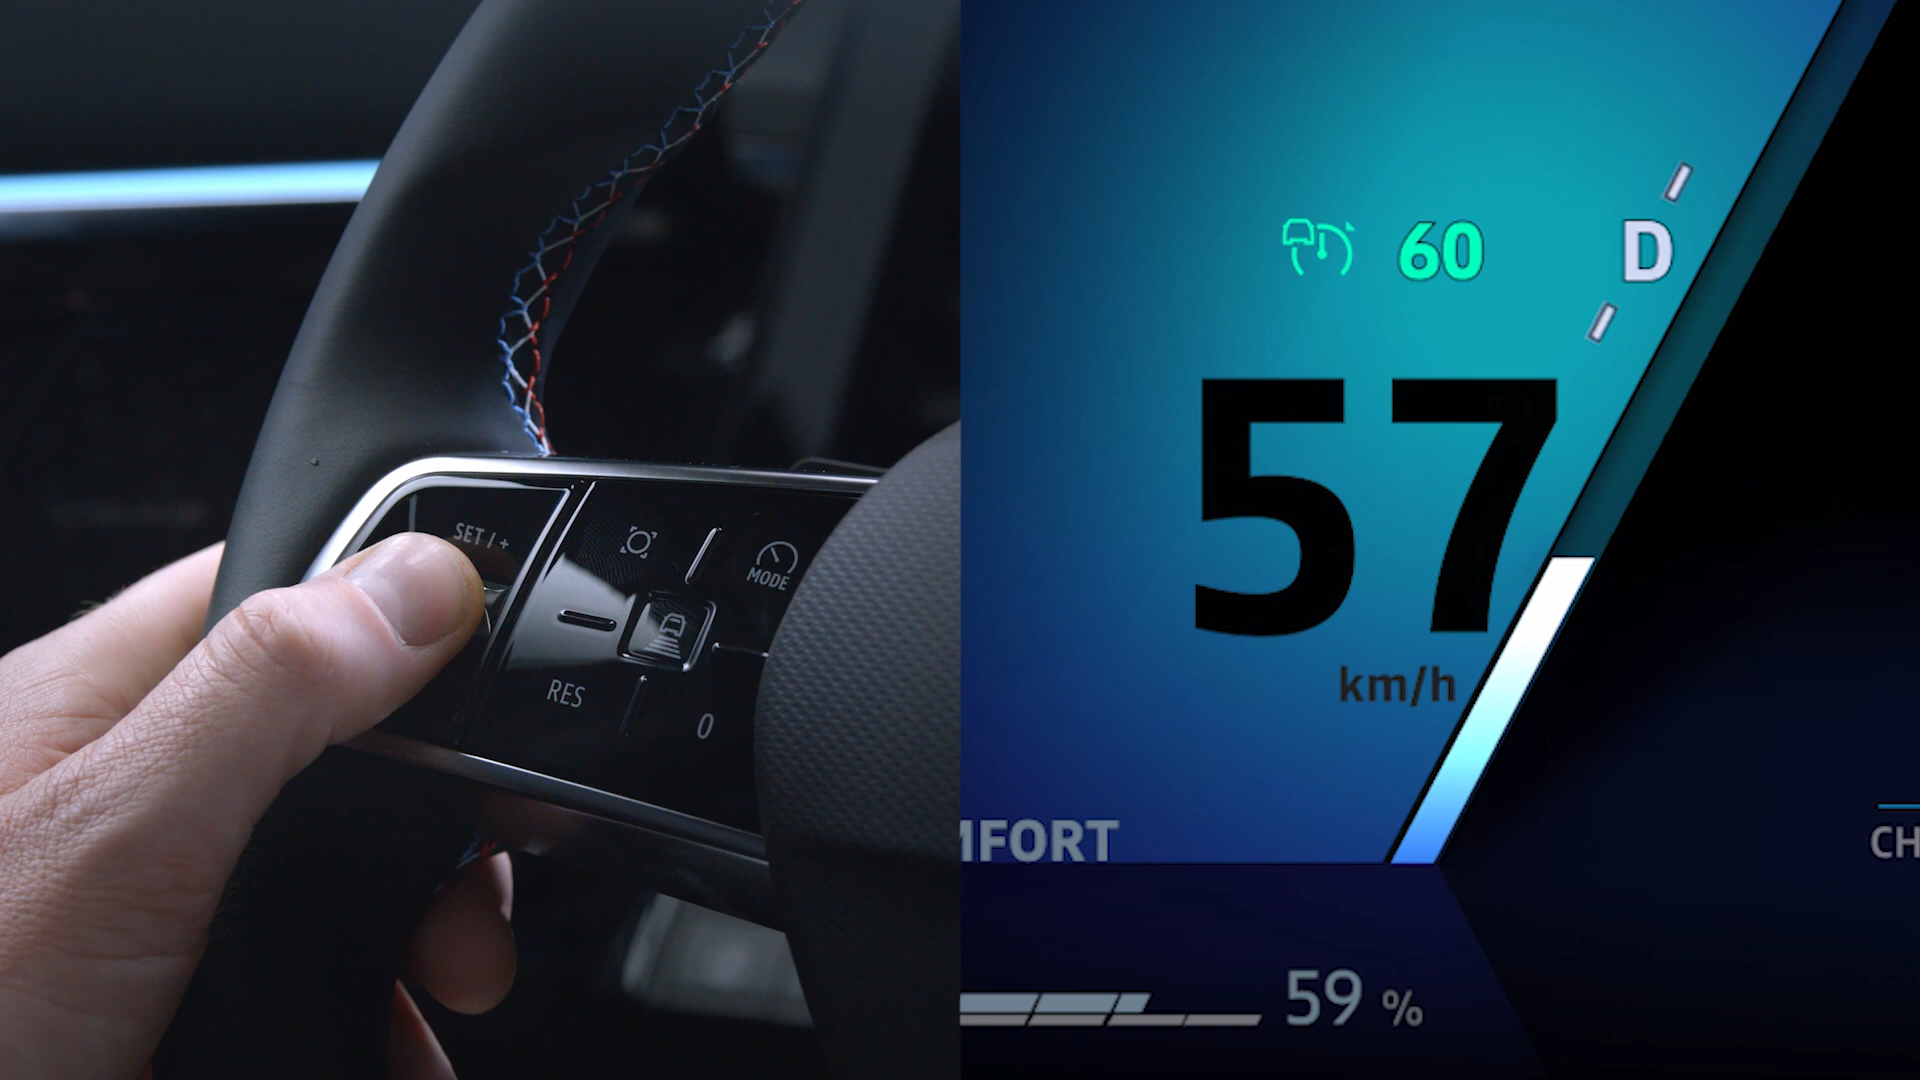 SET / +
MODE
RES
0
60
D
57
km/h
MFORT
CH
59 %